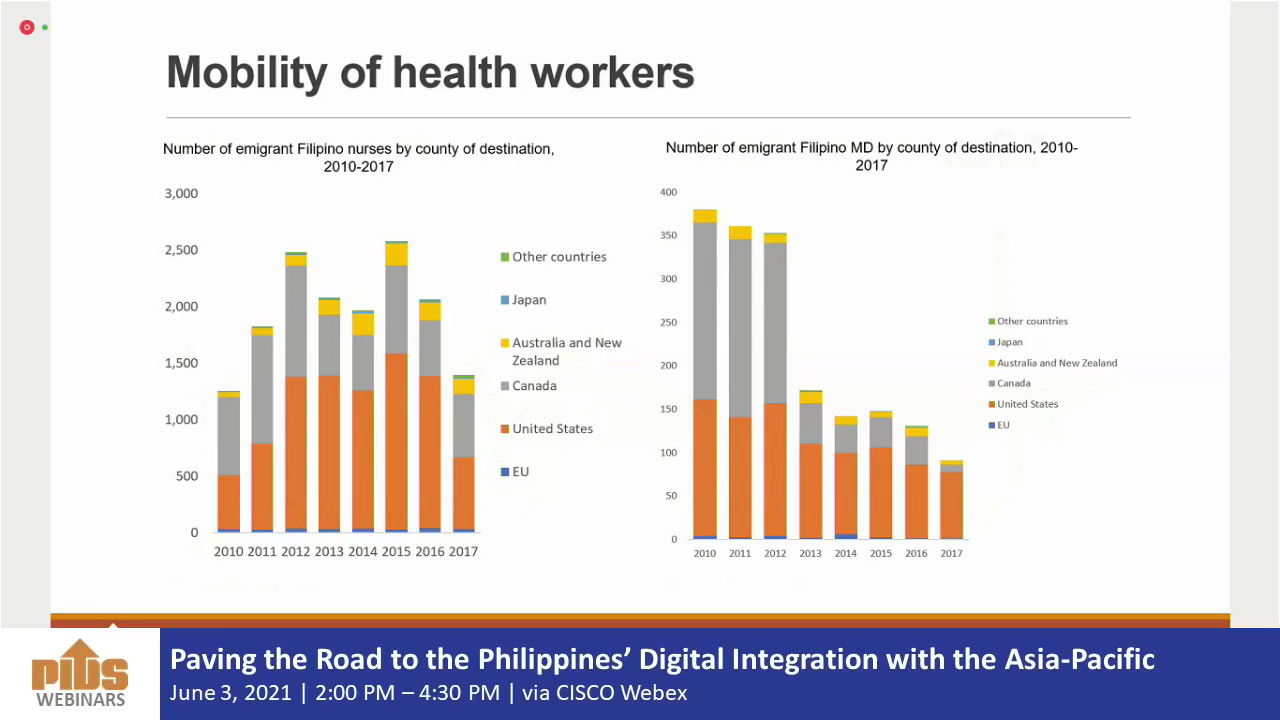 Mobility of health workers
Number of emigrant Filipino nurses by county of destination,
2010-2017
3,000
2,500
2,000
1,500
1,000
500
0
2010 2011 2012 2013 2014 2015 2016 2017
Other countries
Japan
Australia and New
Zealand
Canada
United States
EU
Number of emigrant Filipino MD by county of destination, 2010-
2017
400
350
300
250
200
150
100
50
0
2010 2011 2012 2013 2014 2015 2016 2017
Other countries
Japan
Australia and New Zealand
Canada
United States
EU
PIDS
WEBINARS
Paving the Road to the Philippines’ Digital Integration with the Asia-Pacific
June 3, 2021 | 2:00 PM – 4:30 PM | via CISCO Webex